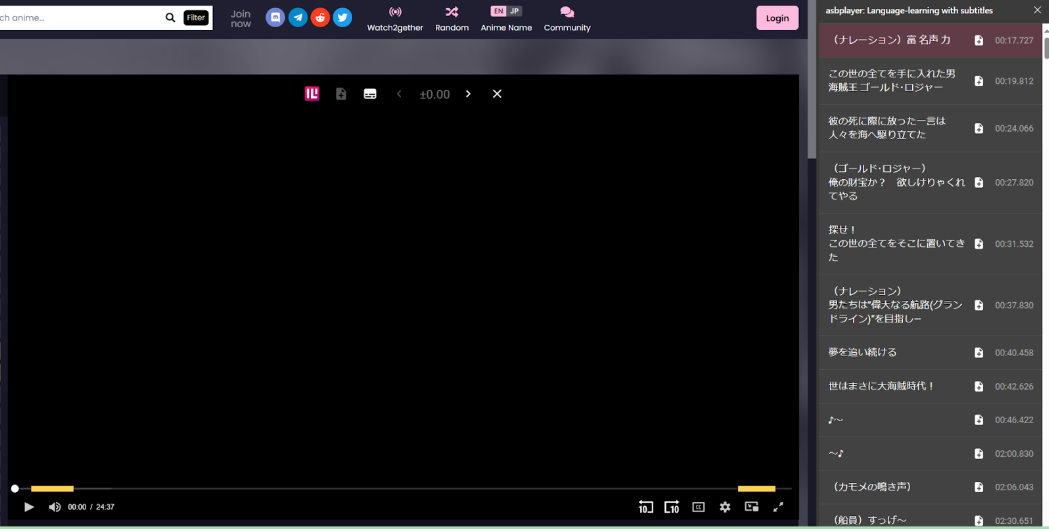 ch anime...
Filter
Join
now
Watch2gether
Random
EN JP
Anime Name
Community
Login
±0.00
00:00 / 24:37
10
10
CC
asbplayer: Language-learning with subtitles
（ナレーション）富 名声 力
00:17.727
この世の全てを手に入れた男
海賊王 ゴールド･ロジャー
00:19.812
彼の死に際に放った一言は
人々を海へ駆り立てた
00:24.066
（ゴールド･ロジャー）
俺の財宝か？　欲しけりゃくれ
てやる
00:27.820
探せ！
この世の全てをそこに置いてき
た
00:31.532
（ナレーション）
男たちは“偉大なる航路(グラン
ドライン)”を目指し―
00:37.830
夢を追い続ける
00:40.458
世はまさに大海賊時代！
00:42.626
♪～
00:46.422
～♪
02:00.830
（カモメの鳴き声）
02:06.043
（船員）すっげ～
02:30.651